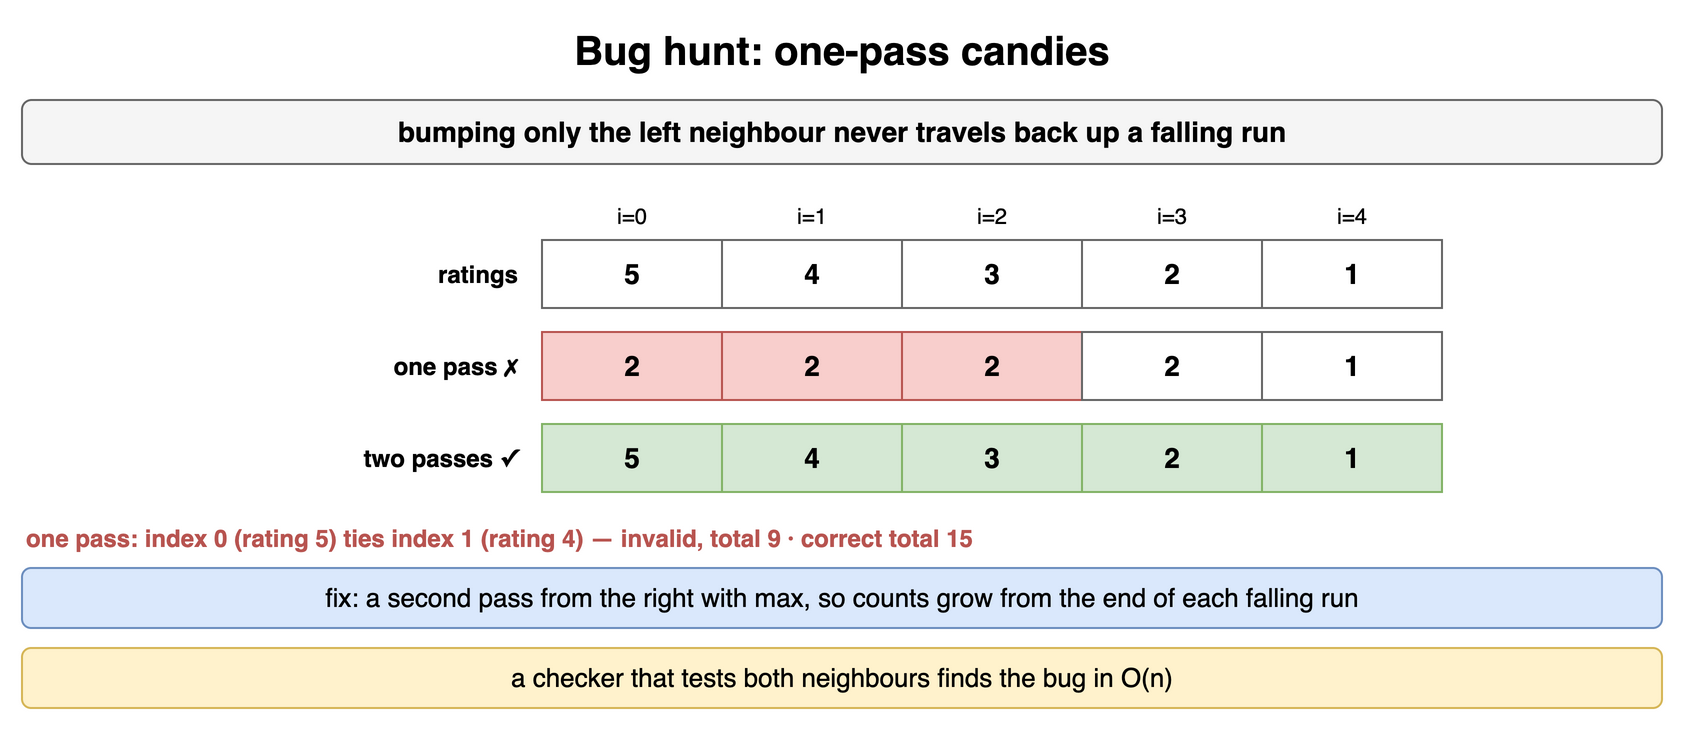 Bug hunt: one-pass candies
bumping only the left neighbour never travels back up a falling run
i=0 i=1 i=2 i=3 i=4
ratings 5 4 3 2 1
one pass ✗ 2 2 2 2 1
two passes ✓ 5 4 3 2 1
one pass: index 0 (rating 5) ties index 1 (rating 4) — invalid, total 9 · correct total 15
fix: a second pass from the right with max, so counts grow from the end of each falling run
a checker that tests both neighbours finds the bug in O(n)